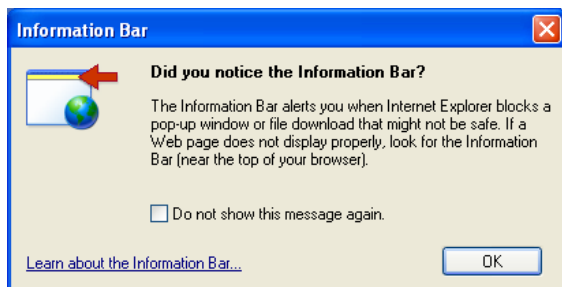 Information Bar
Did you notice the Information Bar?
The Information Bar alerts you when Internet Explorer blocks a
pop-up window or file download that might not be safe. If a
Web page does not display properly, look for the Information
Bar (near the top of your browser).
Do not show this message again.
Learn about the Information Bar...
OK